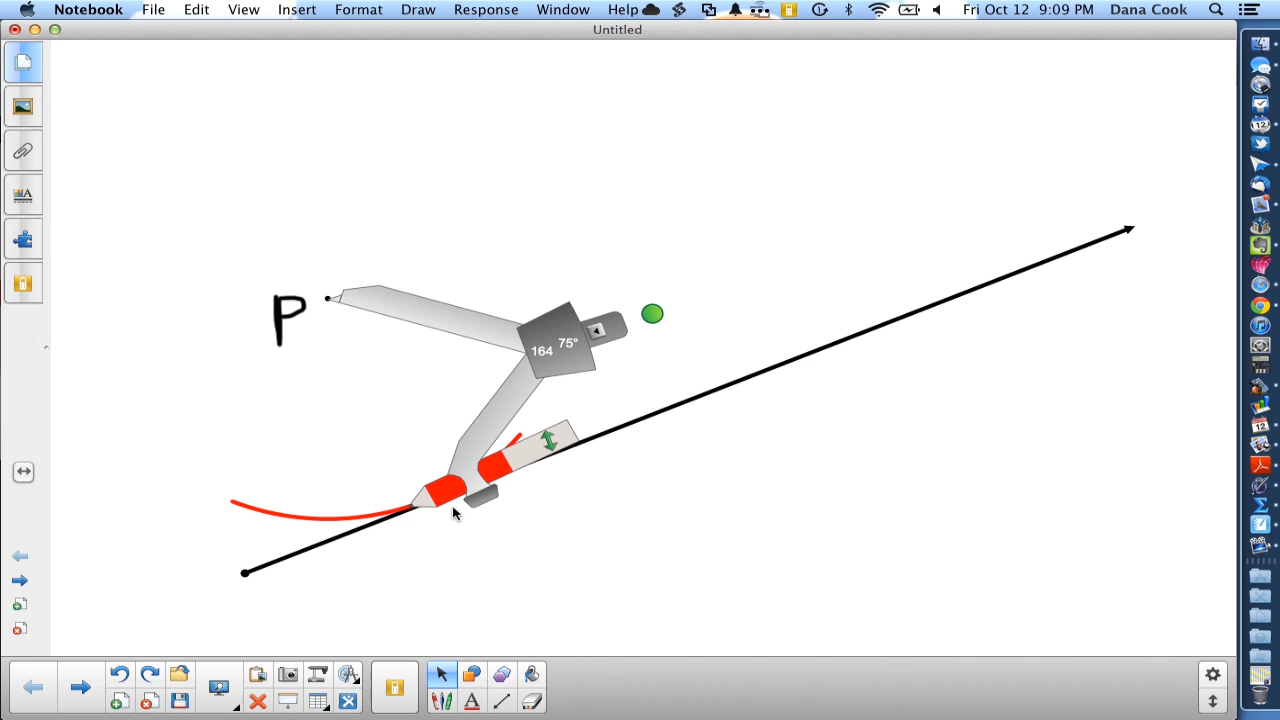 Notebook File Edit View Insert Format Draw Response Window Help Fri Oct 12 9:09 PM Dana Cook
Untitled
P
164 75°